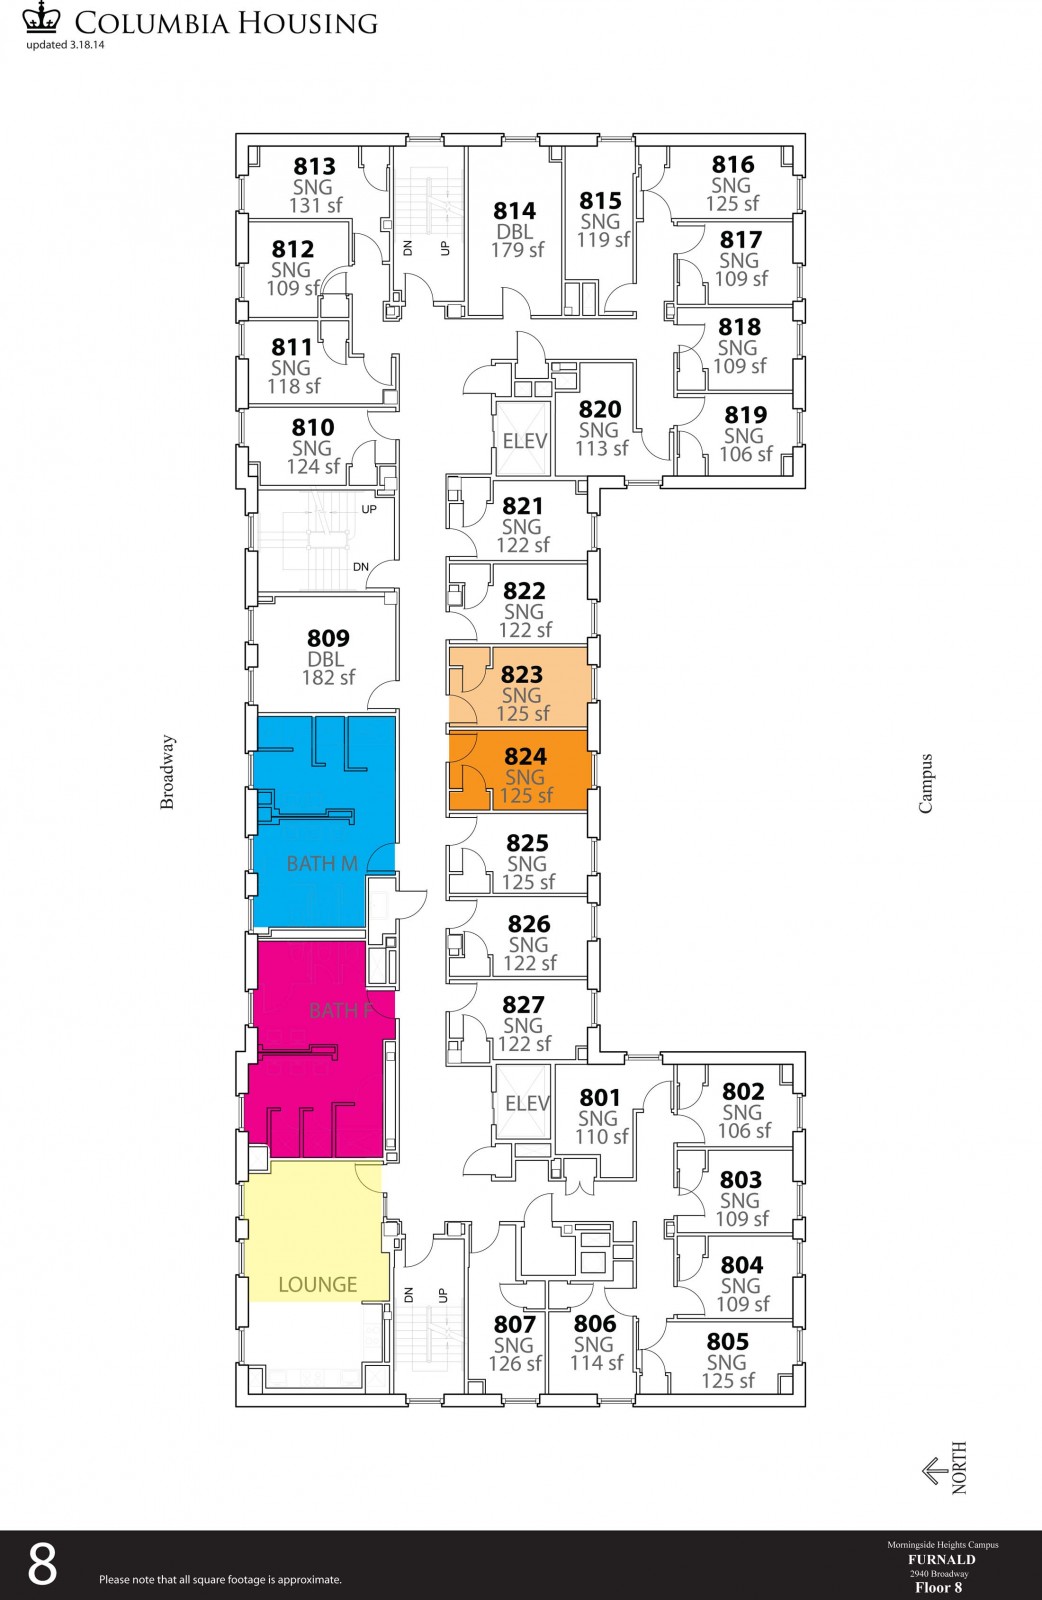 COLUMBIA HOUSING
updated 3.18.14
813
SNG
131 sf
812
SNG
109 sf
811
SNG
118 sf
810
SNG
124 sf
DN
UP
814
DBL
179 sf
815
SNG
119 sf
816
SNG
125 sf
817
SNG
109 sf
818
SNG
109 sf
819
SNG
106 sf
820
SNG
113 sf
ELEV
UP
DN
821
SNG
122 sf
822
SNG
122 sf
809
DBL
182 sf
823
SNG
125 sf
824
SNG
125 sf
Broadway
Campus
BATH M
825
SNG
125 sf
826
SNG
122 sf
BATH F
827
SNG
122 sf
ELEV
801
SNG
110 sf
802
SNG
106 sf
803
SNG
109 sf
804
SNG
109 sf
805
SNG
125 sf
LOUNGE
DN
UP
807
SNG
126 sf
806
SNG
114 sf
NORTH
8
Please note that all square footage is approximate.
Morningside Heights Campus
FURNALD
2940 Broadway
Floor 8